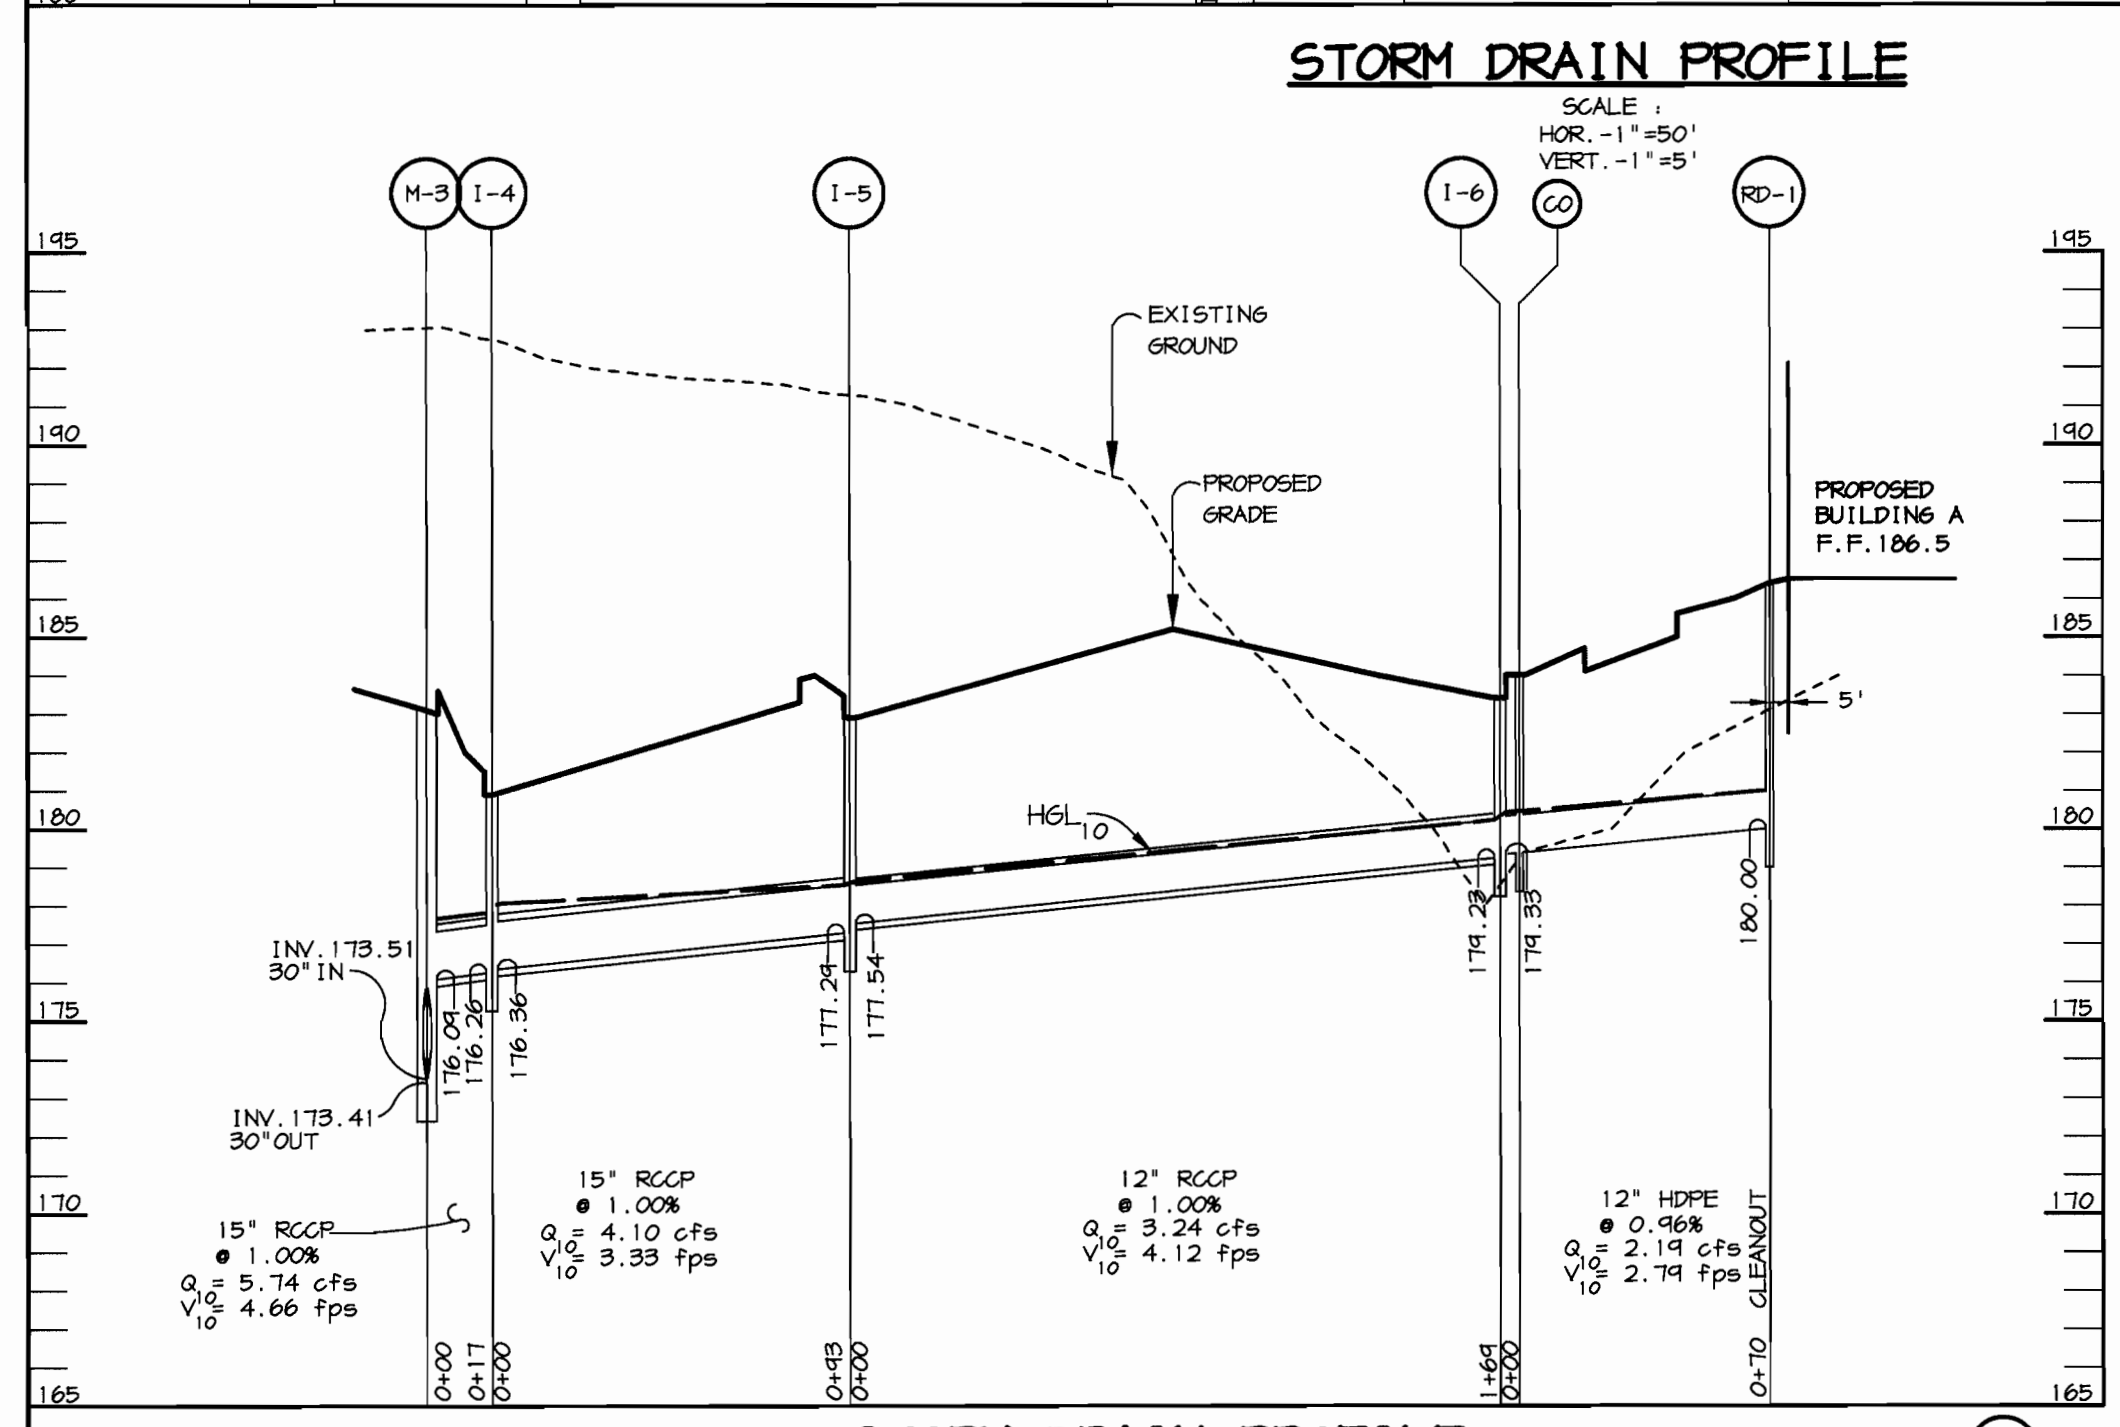 STORM DRAIN PROFILE
SCALE :
HOR.-1"=50'
VERT.-1"=5'
M-3
I-4
I-5
I-6
CO
RD-1
195
195
EXISTING
GROUND
190
190
PROPOSED
GRADE
PROPOSED
BUILDING A
F.F.186.5
185
185
5'
HGL10
180
180
INV.173.51
30"IN
176.09
176.26
176.36
177.29
177.54
179.23
179.33
180.00
175
175
INV.173.41
30"OUT
170
170
15" RCCP
@ 1.00%
Q10= 5.74 cfs
V10= 4.66 fps
15" RCCP
@ 1.00%
Q10= 4.10 cfs
V10= 3.33 fps
12" RCCP
@ 1.00%
Q10= 3.24 cfs
V10= 4.12 fps
12" HDPE
@ 0.96%
Q10= 2.19 cfs
V10= 2.79 fps
0+00
0+17
0+00
0+93
0+00
1+69
0+00
0+70 CLEANOUT
165
165